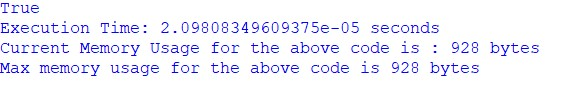 True
Execution Time: 2.09808349609375e-05 seconds
Current Memory Usage for the above code is : 928 bytes
Max memory usage for the above code is 928 bytes